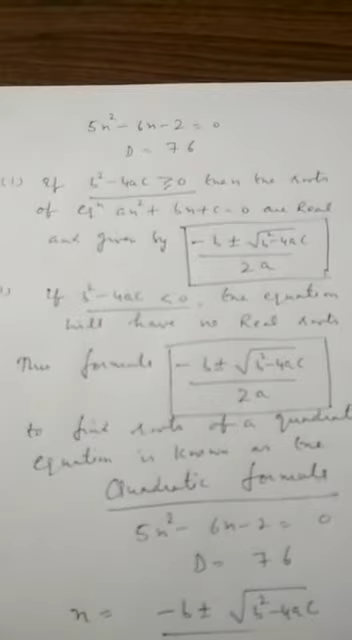 5x² - 6x - 2 = 0
D = 76
(1) If b² - 4ac ≥ 0 then the roots
of eqⁿ ax² + bx + c = 0 are Real
and given by -b ± √b²-4ac / 2a
If b² - 4ac < 0, the equation
will have no Real roots
This formula -b ± √b²-4ac / 2a
to find roots of a quadrat
equation is known as the
Quadratic formula
5x² - 6x - 2 = 0
D = 76
x = -b ± √b²-4ac